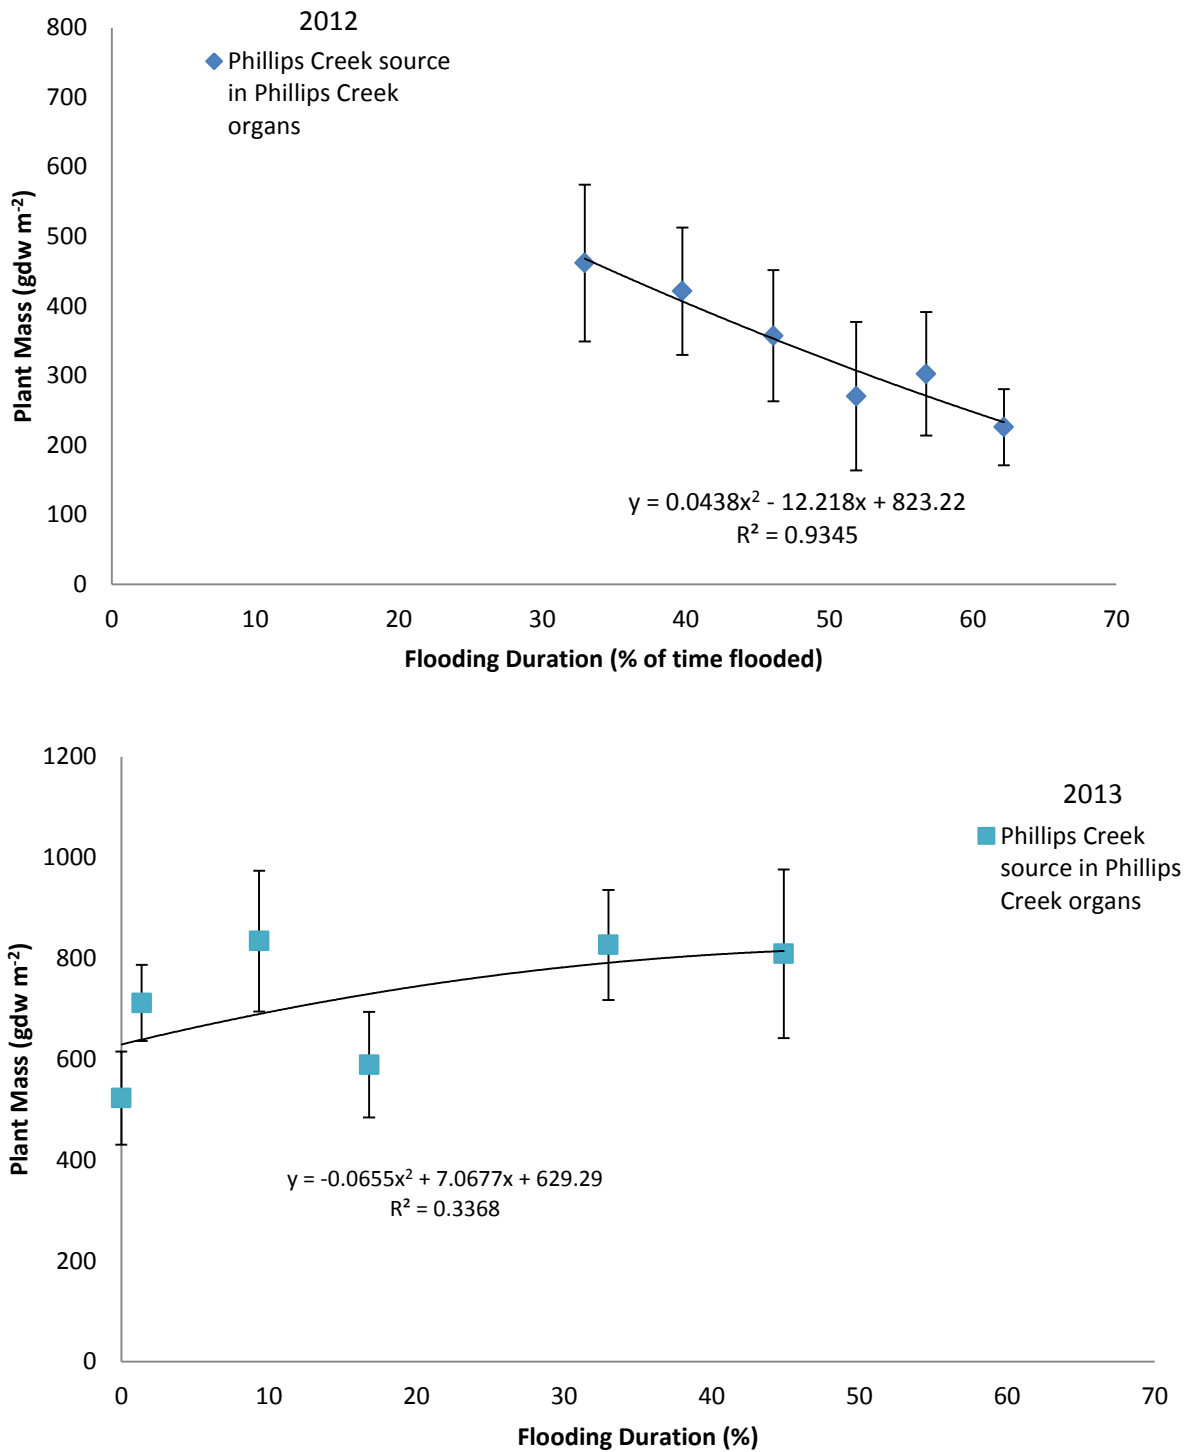 2012
Phillips Creek source
in Phillips Creek
organs
800
700
600
500
400
300
200
100
0
Plant Mass (gdw m⁻²)
y = 0.0438x² - 12.218x + 823.22
R² = 0.9345
0 10 20 30 40 50 60 70
Flooding Duration (% of time flooded)
2013
Phillips Creek
source in Phillips
Creek organs
1200
1000
800
600
400
200
0
Plant Mass (gdw m⁻²)
y = -0.0655x² + 7.0677x + 629.29
R² = 0.3368
0 10 20 30 40 50 60 70
Flooding Duration (%)